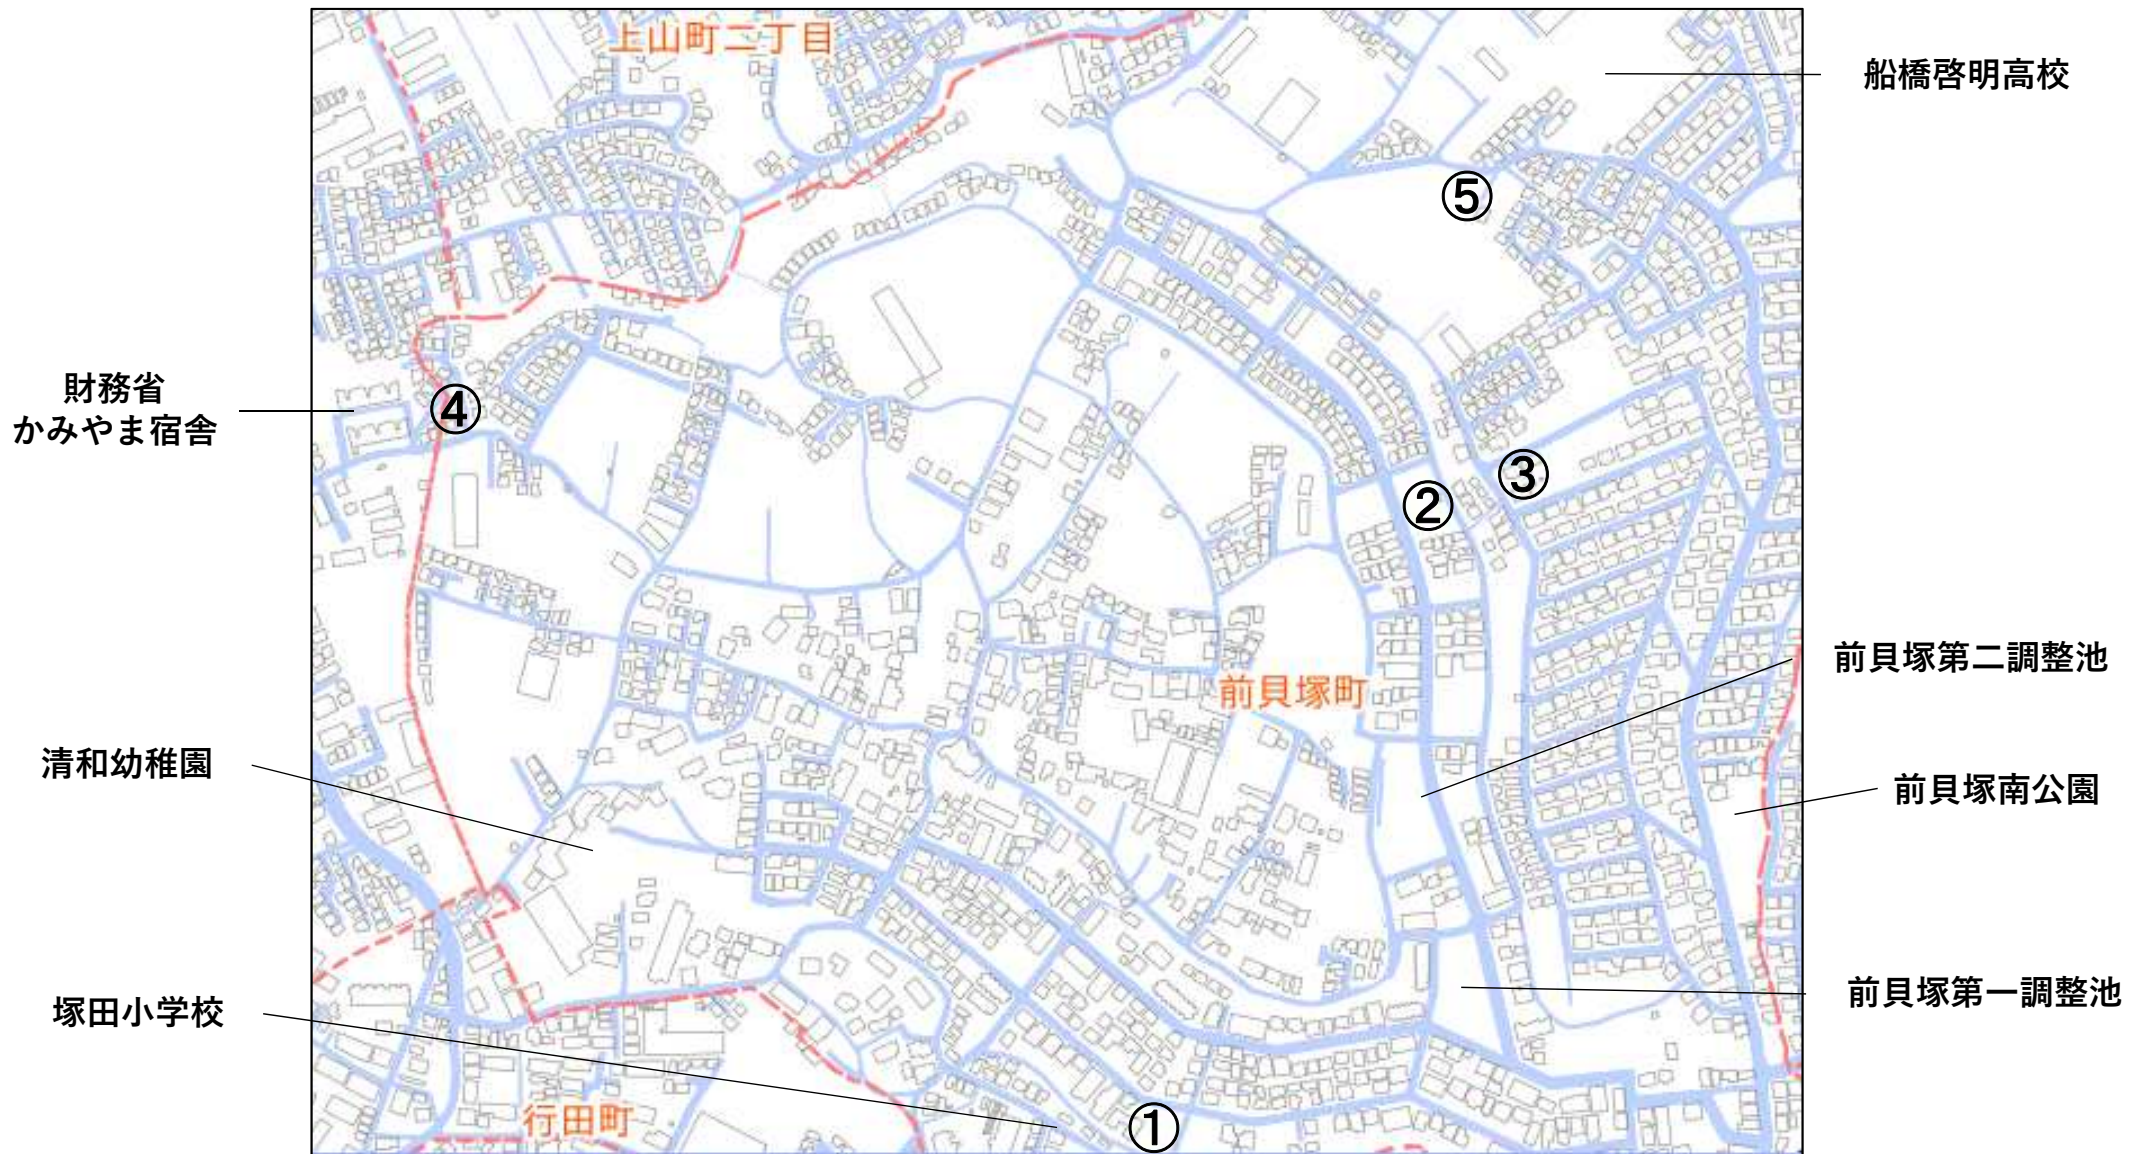 上山町二丁目
船橋啓明高校
⑤
財務省
かみやま宿舎
④
③
②
前貝塚第二調整池
前貝塚町
清和幼稚園
前貝塚南公園
前貝塚第一調整池
塚田小学校
行田町
①